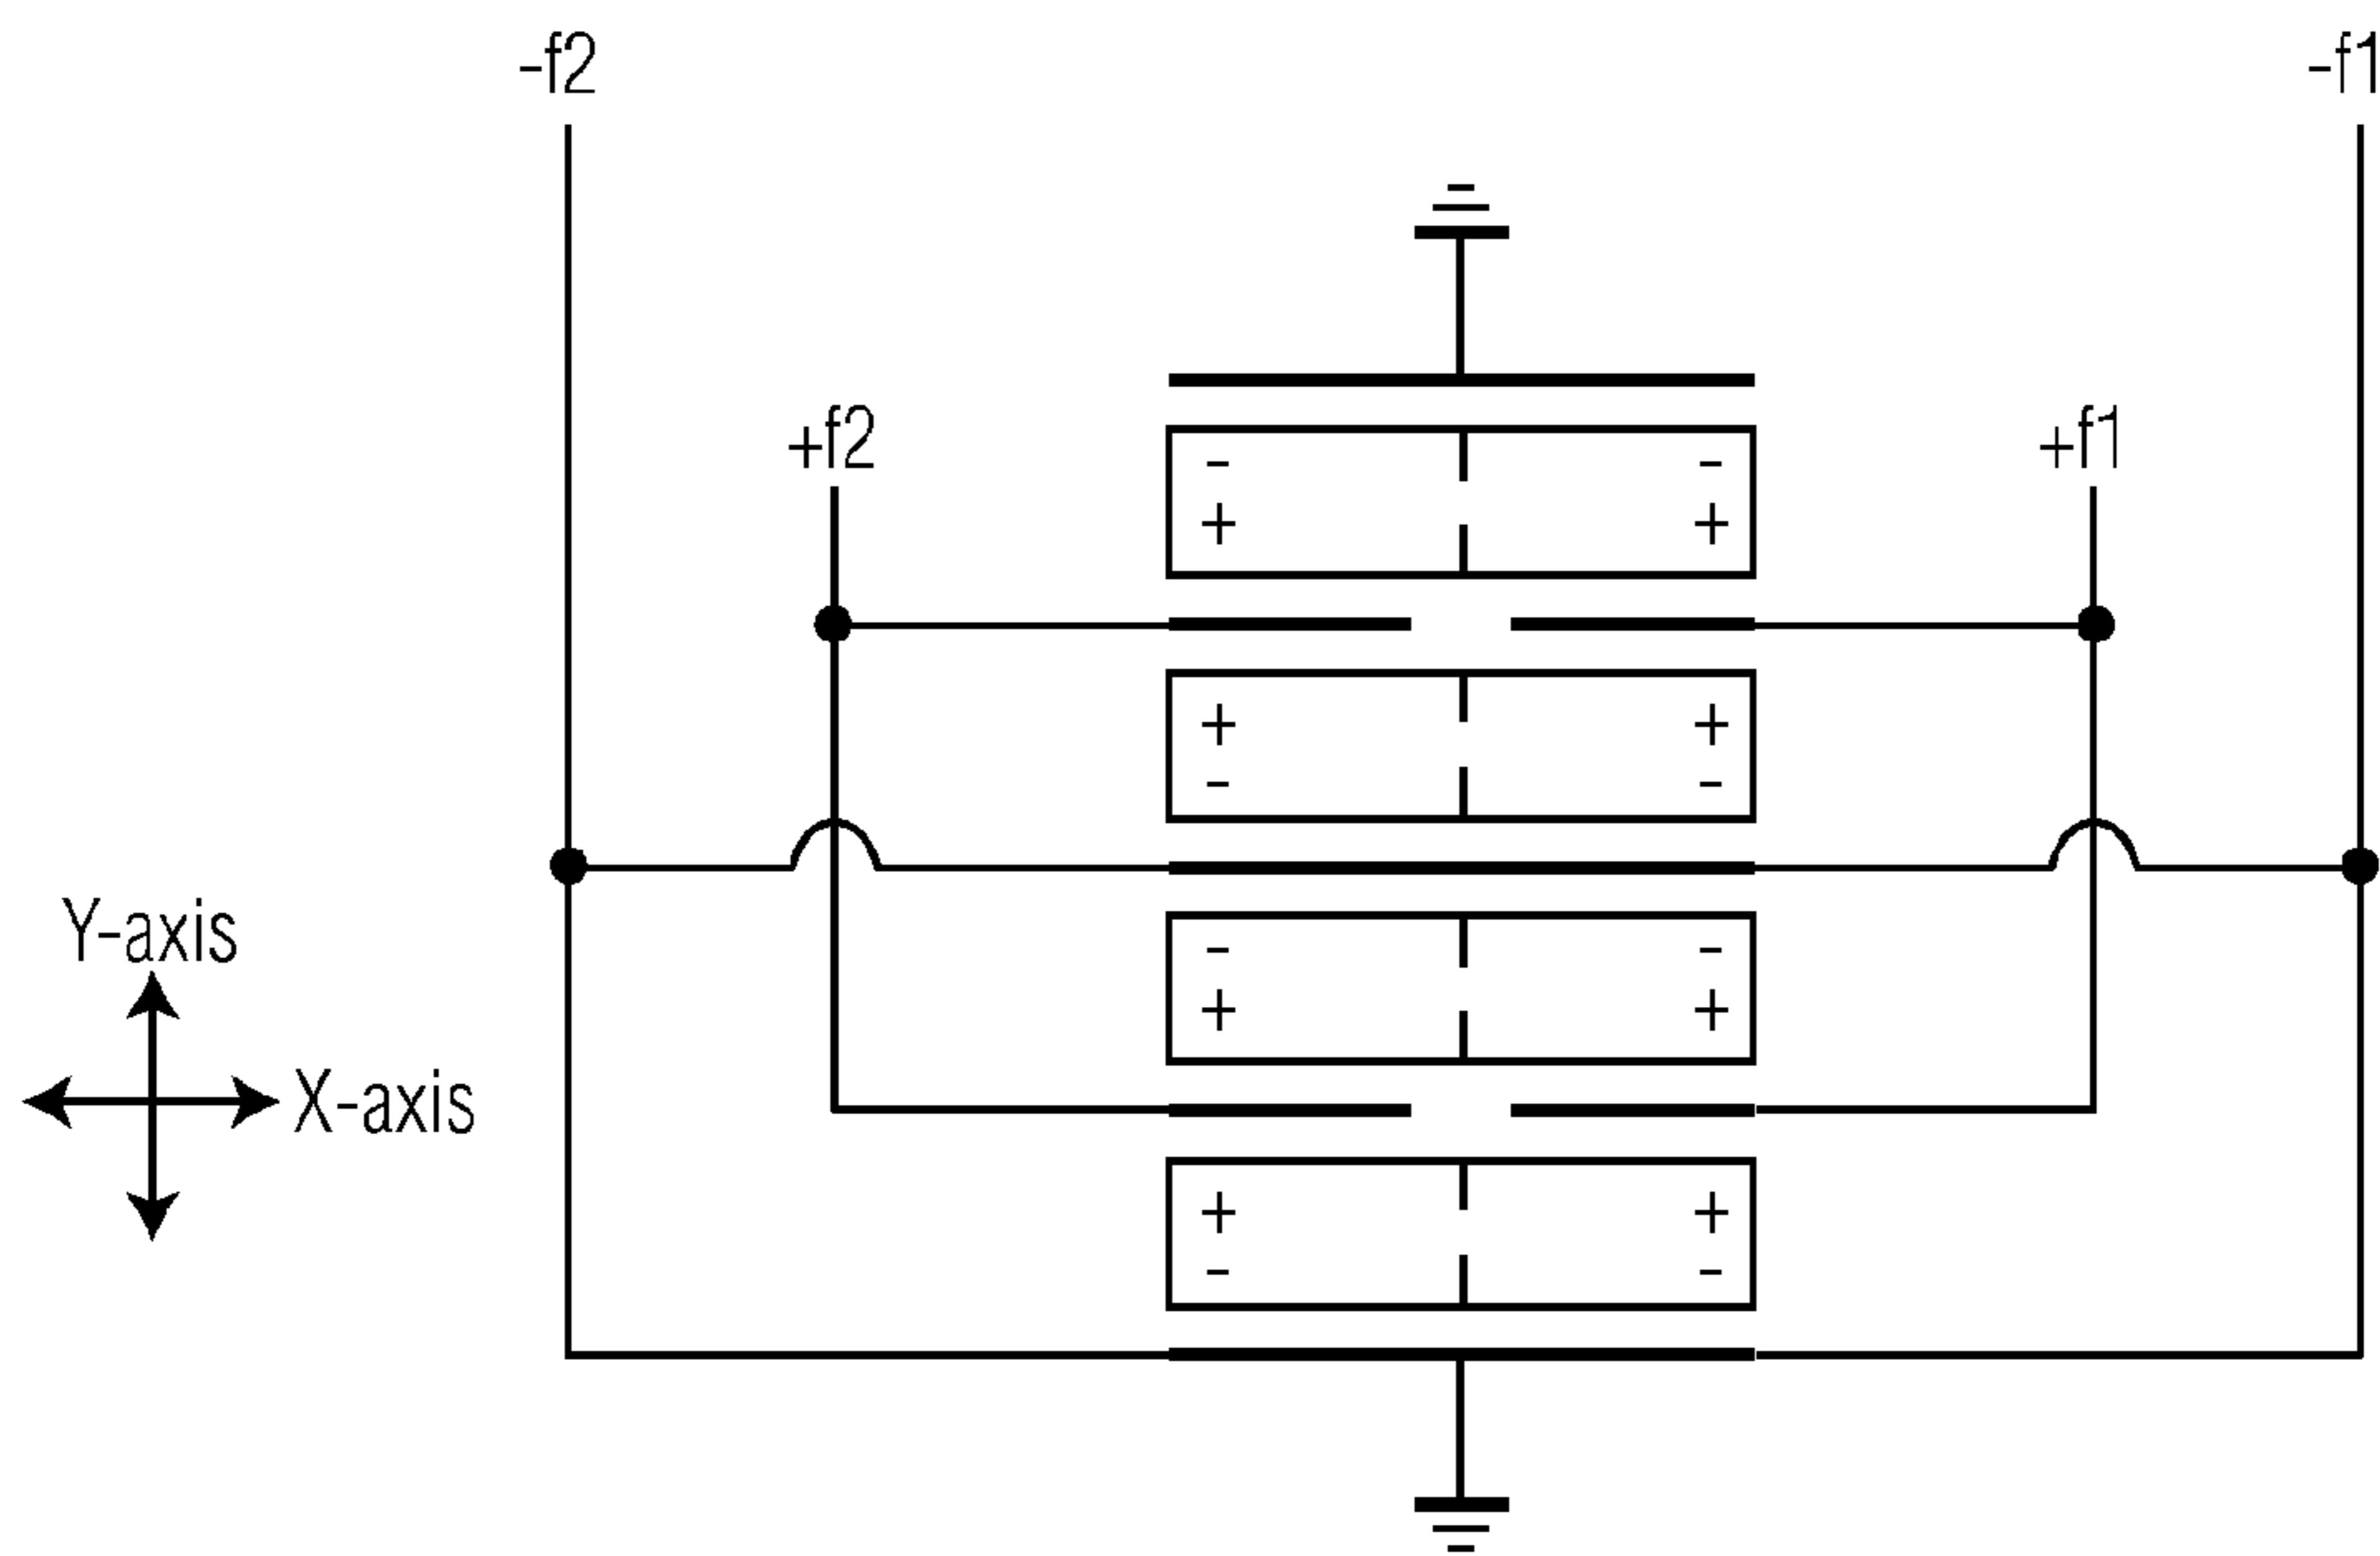 -f2
-f1
+f2
+f1
- -
+ +
+ +
- -
- -
+ +
+ +
- -
Y-axis
X-axis